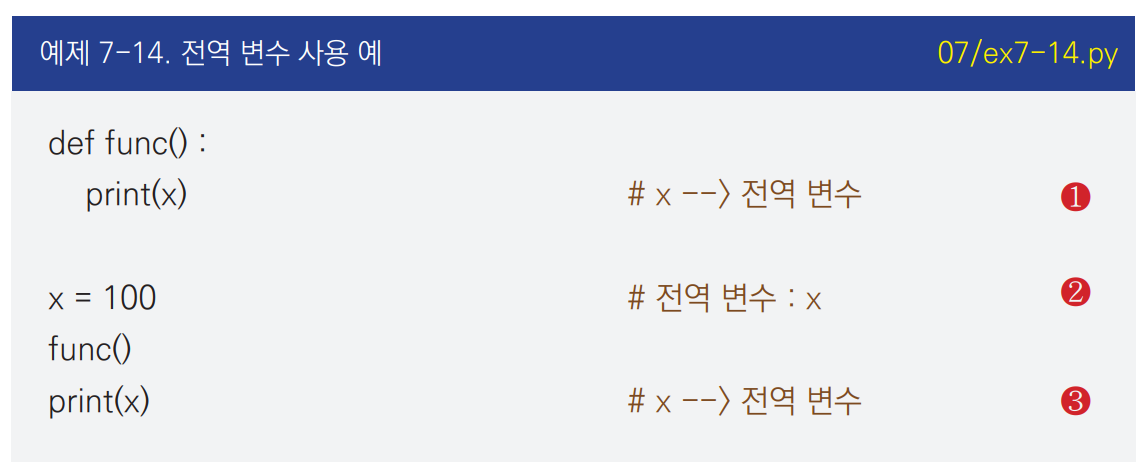 예제 7-14. 전역 변수 사용 예 07/ex7-14.py
def func() :
print(x) # x --> 전역 변수 ❶
x = 100 # 전역 변수 : x ❷
func()
print(x) # x --> 전역 변수 ❸